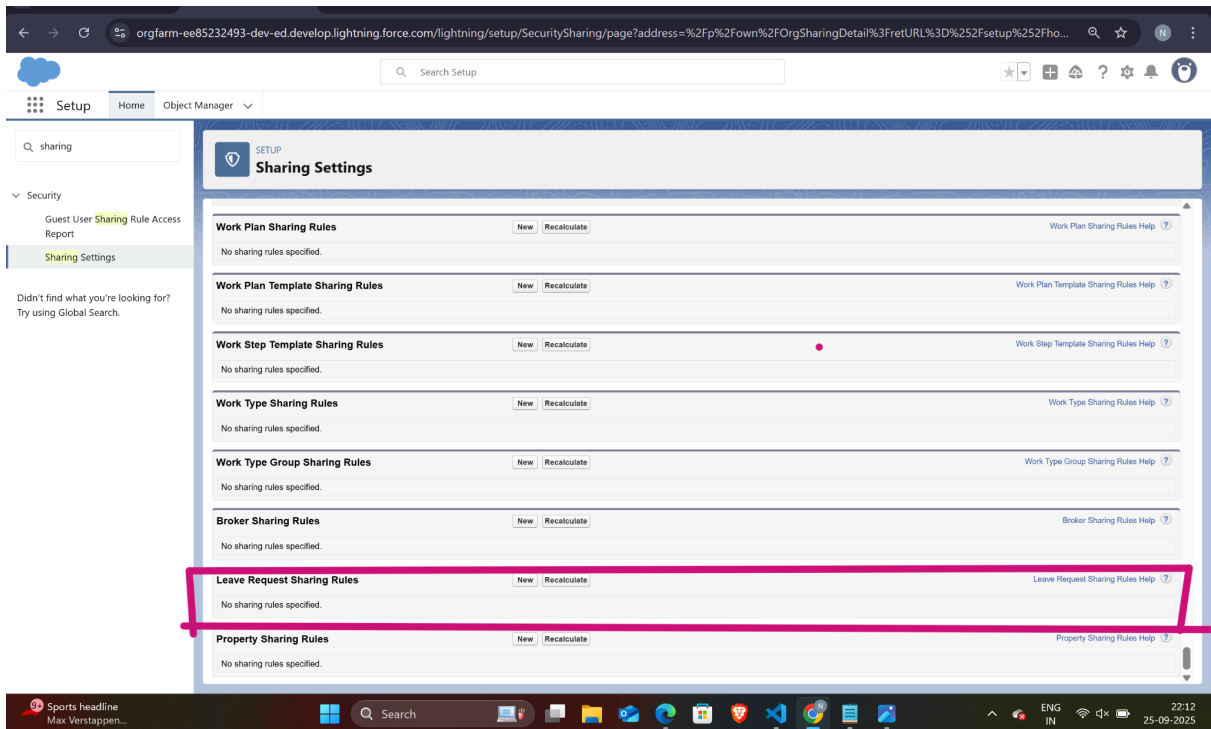 orgfarm-ee85232493-dev-ed.develop.lightning.force.com/lightning/setup/SecuritySharing/page?address=%2Fp%2Fown%2FOrgSharingDetail%3FretURL%3D%252Fsetup%252Fho...
N
Search Setup
Setup Home Object Manager
sharing
SETUP
Sharing Settings
Security
Guest User Sharing Rule Access
Report
Sharing Settings
Didn't find what you're looking for?
Try using Global Search.
Work Plan Sharing Rules New Recalculate Work Plan Sharing Rules Help ?
No sharing rules specified.
Work Plan Template Sharing Rules New Recalculate Work Plan Template Sharing Rules Help ?
No sharing rules specified.
Work Step Template Sharing Rules New Recalculate Work Step Template Sharing Rules Help ?
No sharing rules specified.
Work Type Sharing Rules New Recalculate Work Type Sharing Rules Help ?
No sharing rules specified.
Work Type Group Sharing Rules New Recalculate Work Type Group Sharing Rules Help ?
No sharing rules specified.
Broker Sharing Rules New Recalculate Broker Sharing Rules Help ?
No sharing rules specified.
Leave Request Sharing Rules New Recalculate Leave Request Sharing Rules Help ?
No sharing rules specified.
Property Sharing Rules New Recalculate Property Sharing Rules Help ?
No sharing rules specified.
9+ Sports headline
Max Verstappen...
Search
ENG
IN
22:12
25-09-2025